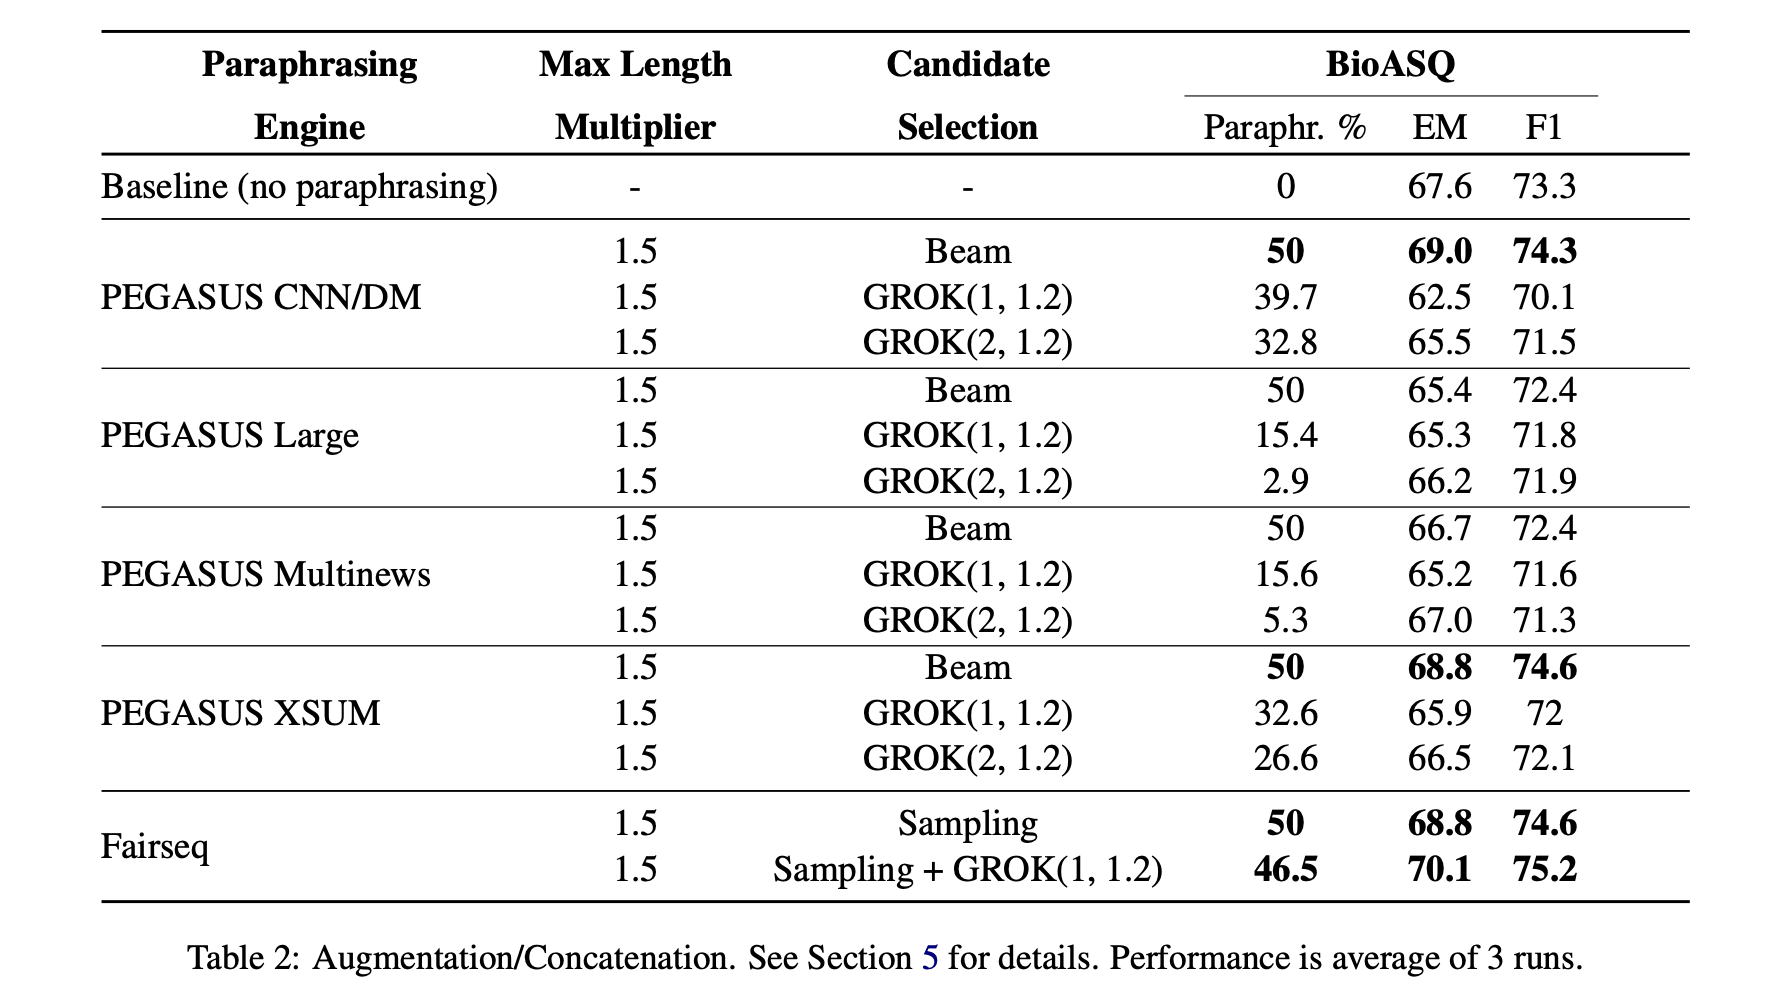 Paraphrasing Max Length Candidate BioASQ
Engine Multiplier Selection Paraphr. % EM F1
Baseline (no paraphrasing) - - 0 67.6 73.3
1.5 Beam 50 69.0 74.3
PEGASUS CNN/DM 1.5 GROK(1, 1.2) 39.7 62.5 70.1
1.5 GROK(2, 1.2) 32.8 65.5 71.5
1.5 Beam 50 65.4 72.4
PEGASUS Large 1.5 GROK(1, 1.2) 15.4 65.3 71.8
1.5 GROK(2, 1.2) 2.9 66.2 71.9
1.5 Beam 50 66.7 72.4
PEGASUS Multinews 1.5 GROK(1, 1.2) 15.6 65.2 71.6
1.5 GROK(2, 1.2) 5.3 67.0 71.3
1.5 Beam 50 68.8 74.6
PEGASUS XSUM 1.5 GROK(1, 1.2) 32.6 65.9 72
1.5 GROK(2, 1.2) 26.6 66.5 72.1
1.5 Sampling 50 68.8 74.6
Fairseq
1.5 Sampling + GROK(1, 1.2) 46.5 70.1 75.2
Table 2: Augmentation/Concatenation. See Section 5 for details. Performance is average of 3 runs.